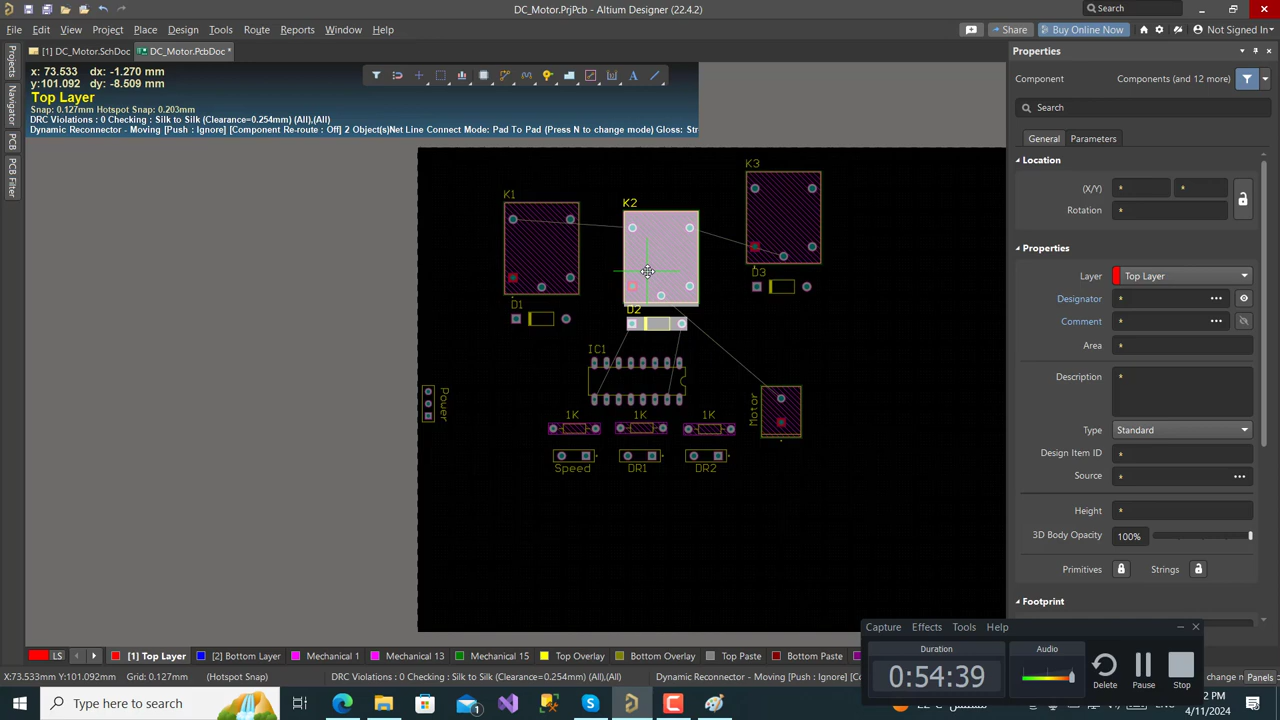 DC_Motor.PrjPcb - Altium Designer (22.4.2)
Search
File Edit View Project Place Design Tools Route Reports Window Help
Share
Buy Online Now
Not Signed In
[1] DC_Motor.SchDoc
DC_Motor.PcbDoc *
Properties
Projects
Navigator
PCB
PCB Filter
x: 73.533 dx: -1.270 mm
y:101.092 dy: -8.509 mm
Top Layer
Snap: 0.127mm Hotspot Snap: 0.203mm
DRC Violations : 0 Checking : Silk to Silk (Clearance=0.254mm) (All),(All)
Dynamic Reconnector - Moving [Push : Ignore] [Component Re-route : Off] 2 Object(s)Net Line Connect Mode: Pad To Pad (Press N to change mode) Gloss: Str
Component
Components (and 12 more)
Search
General
Parameters
Location
(X/Y) * *
Rotation *
Properties
Layer Top Layer
Designator *
Comment *
Area *
Description *
Type Standard
Design Item ID *
Source *
Height *
3D Body Opacity 100%
Primitives Strings
Footprint
K1
K2
K3
D1
D2
D3
IC1
Power
Motor
1K 1K 1K
Speed DR1 DR2
Capture Effects Tools Help
Duration
0:54:39
Audio
Delete
Pause
Stop
LS
[1] Top Layer
[2] Bottom Layer
Mechanical 1
Mechanical 13
Mechanical 15
Top Overlay
Bottom Overlay
Top Paste
Bottom Paste
X:73.533mm Y:101.092mm Grid: 0.127mm (Hotspot Snap)
DRC Violations : 0 Checking : Silk to Silk (Clearance=0.254mm) (All),(All)
Dynamic Reconnector - Moving [Push : Ignore] [Component Re-route : Off]
Panels
Type here to search
4/11/2024